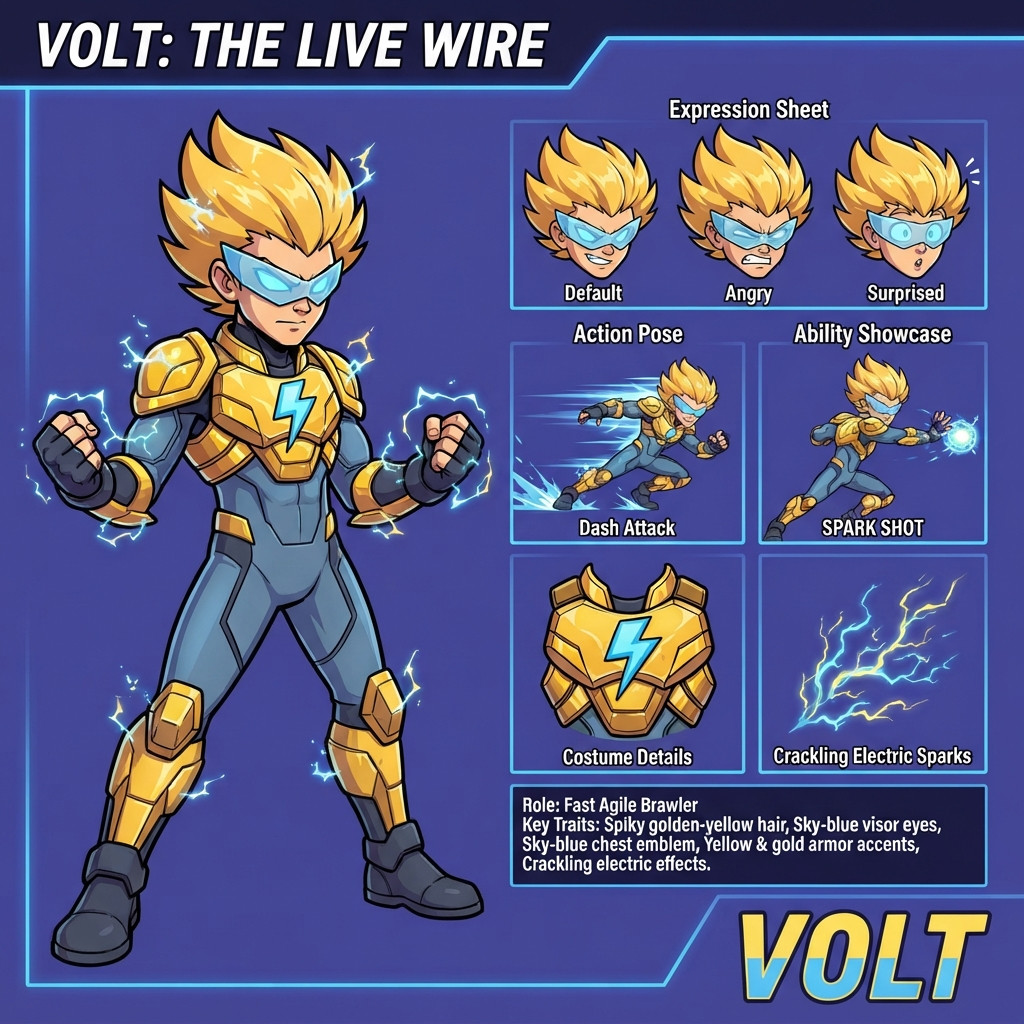 VOLT: THE LIVE WIRE
Expression Sheet
Default
Angry
Surprised
Action Pose
Ability Showcase
Dash Attack
SPARK SHOT
Costume Details
Crackling Electric Sparks
Role: Fast Agile Brawler
Key Traits: Spiky golden-yellow hair, Sky-blue visor eyes,
Sky-blue chest emblem, Yellow & gold armor accents,
Crackling electric effects.
VOLT